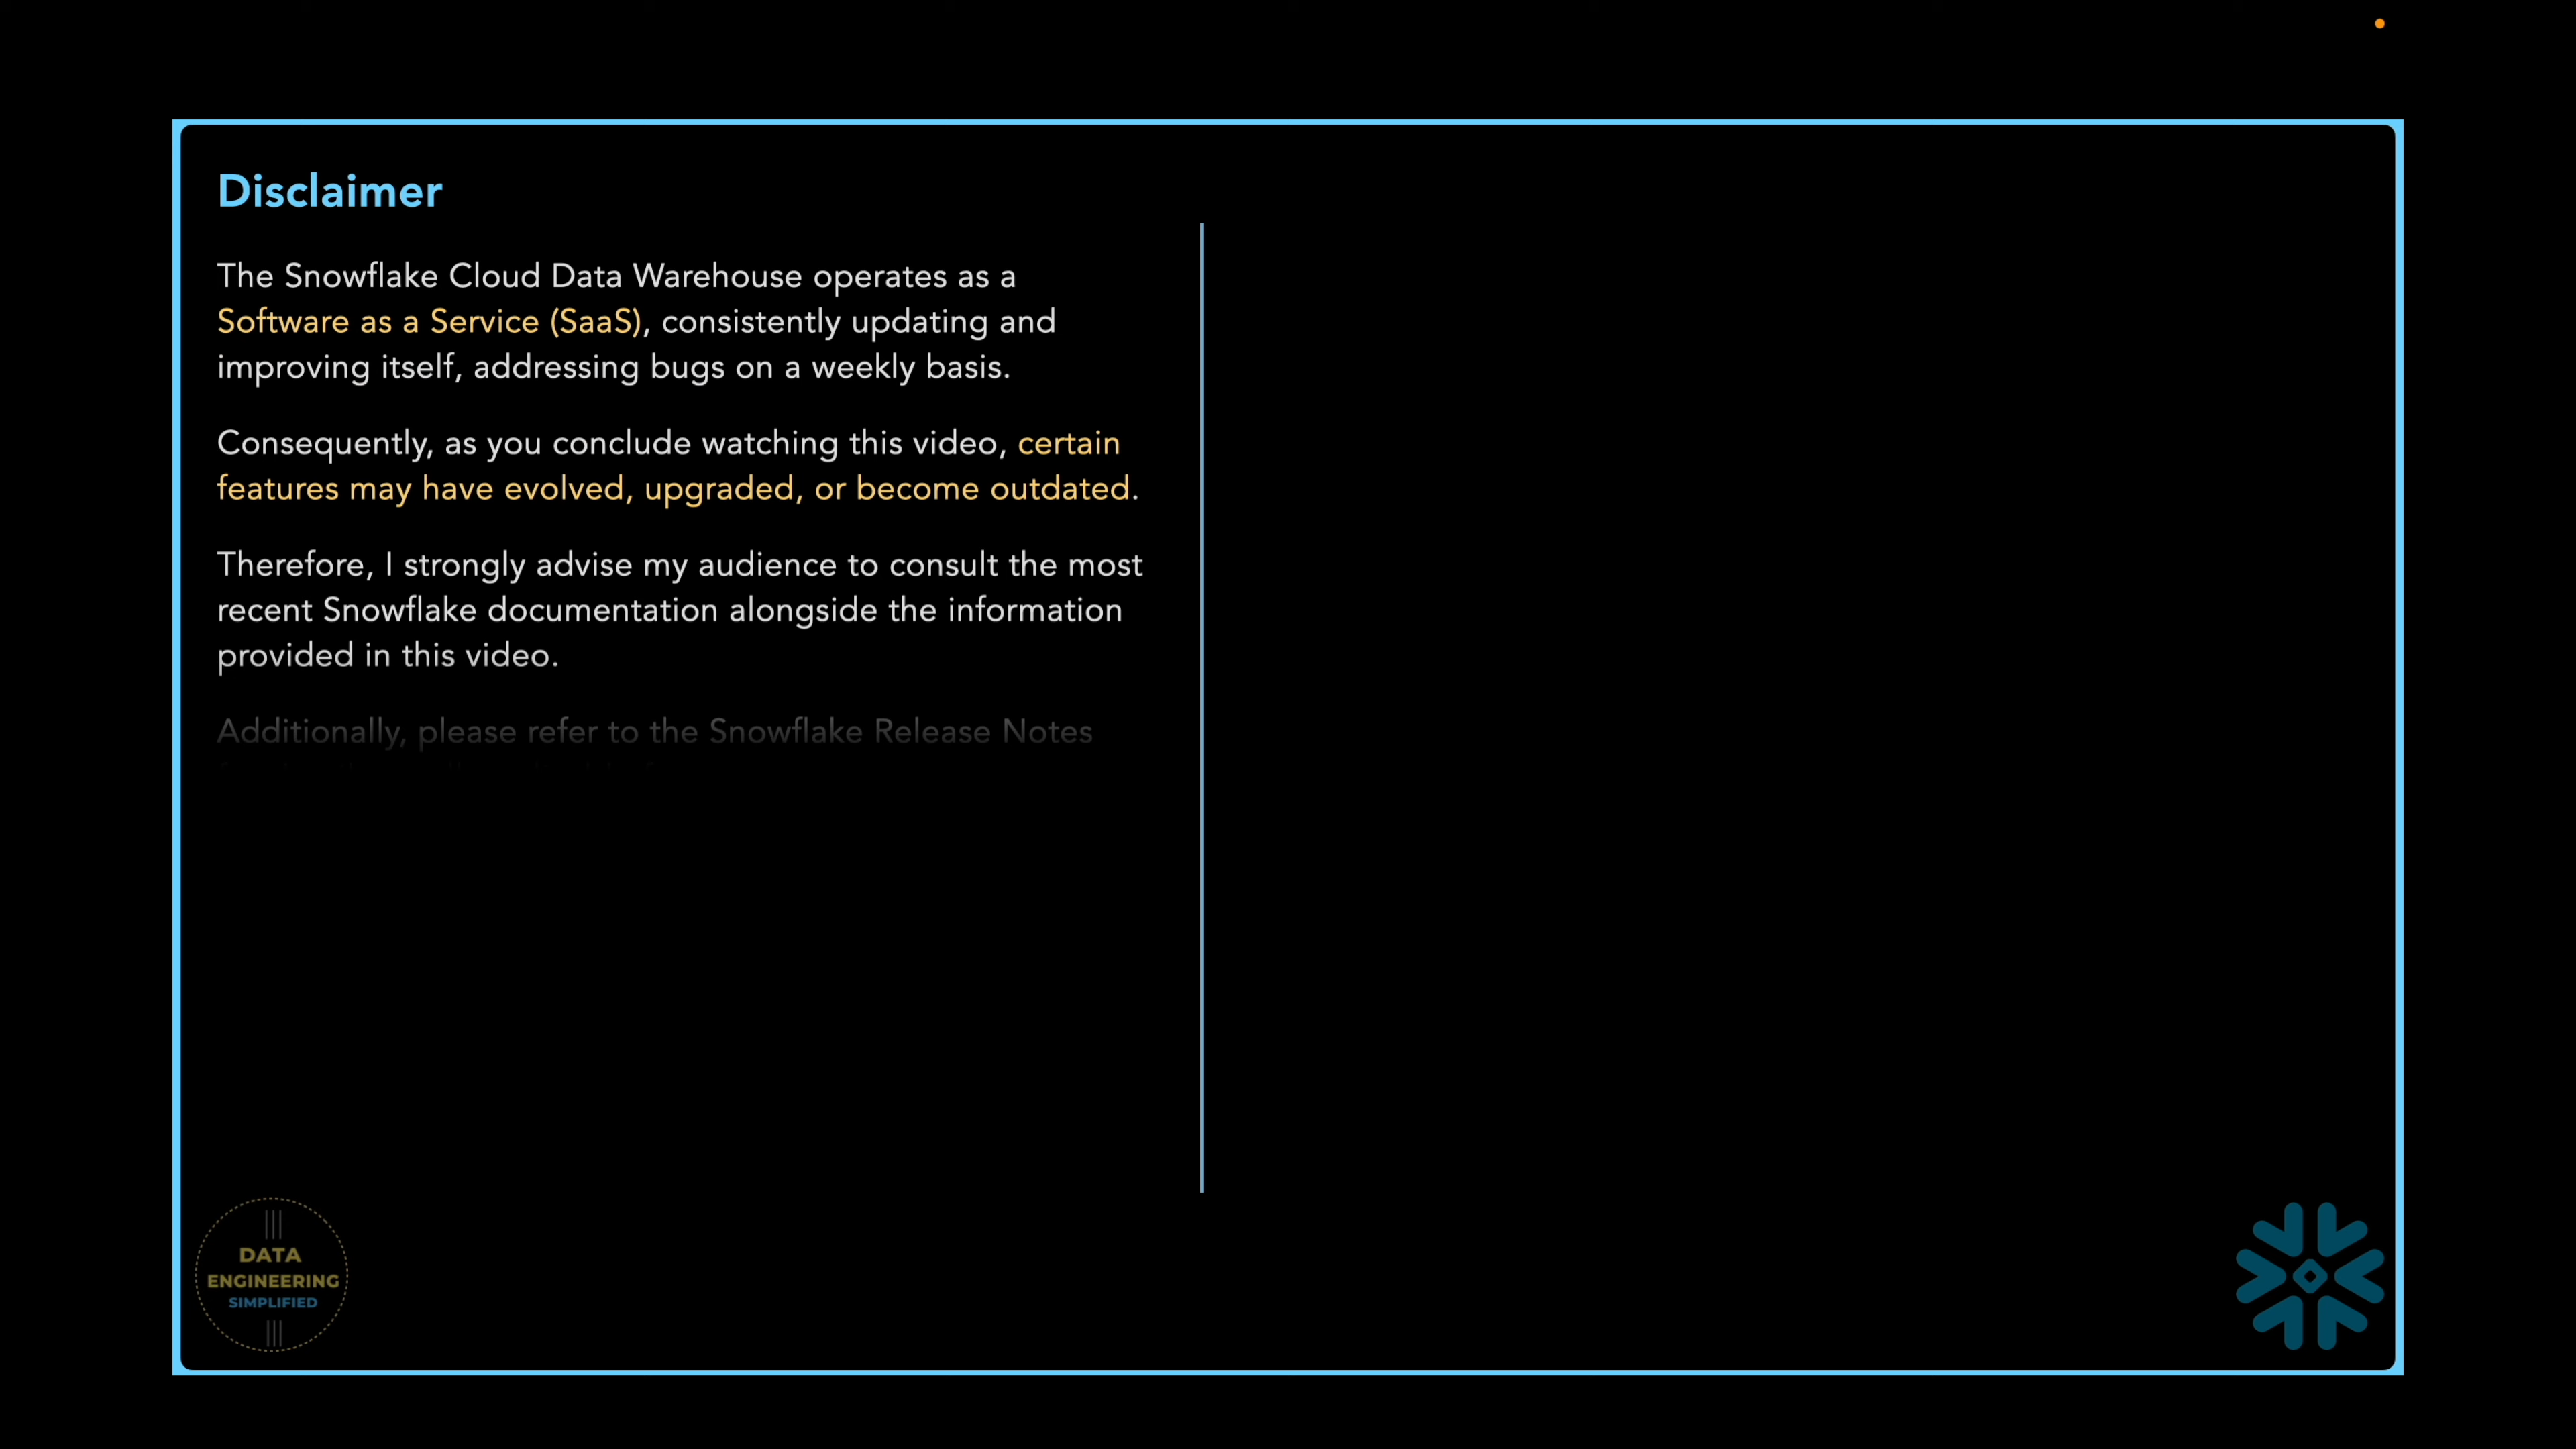 Disclaimer
The Snowflake Cloud Data Warehouse operates as a
Software as a Service (SaaS), consistently updating and
improving itself, addressing bugs on a weekly basis.
Consequently, as you conclude watching this video, certain
features may have evolved, upgraded, or become outdated.
Therefore, I strongly advise my audience to consult the most
recent Snowflake documentation alongside the information
provided in this video.
Additionally, please refer to the Snowflake Release Notes
DATA
ENGINEERING
SIMPLIFIED